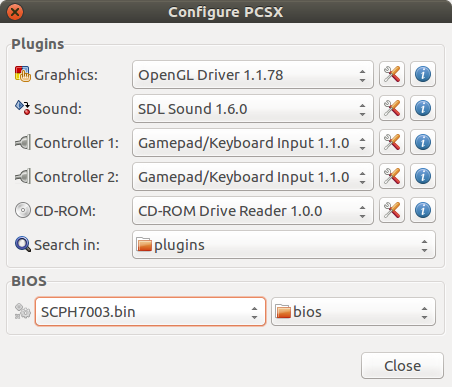 Configure PCSX
Plugins
Graphics: OpenGL Driver 1.1.78
Sound: SDL Sound 1.6.0
Controller 1: Gamepad/Keyboard Input 1.1.0
Controller 2: Gamepad/Keyboard Input 1.1.0
CD-ROM: CD-ROM Drive Reader 1.0.0
Search in: plugins
BIOS
SCPH7003.bin bios
Close